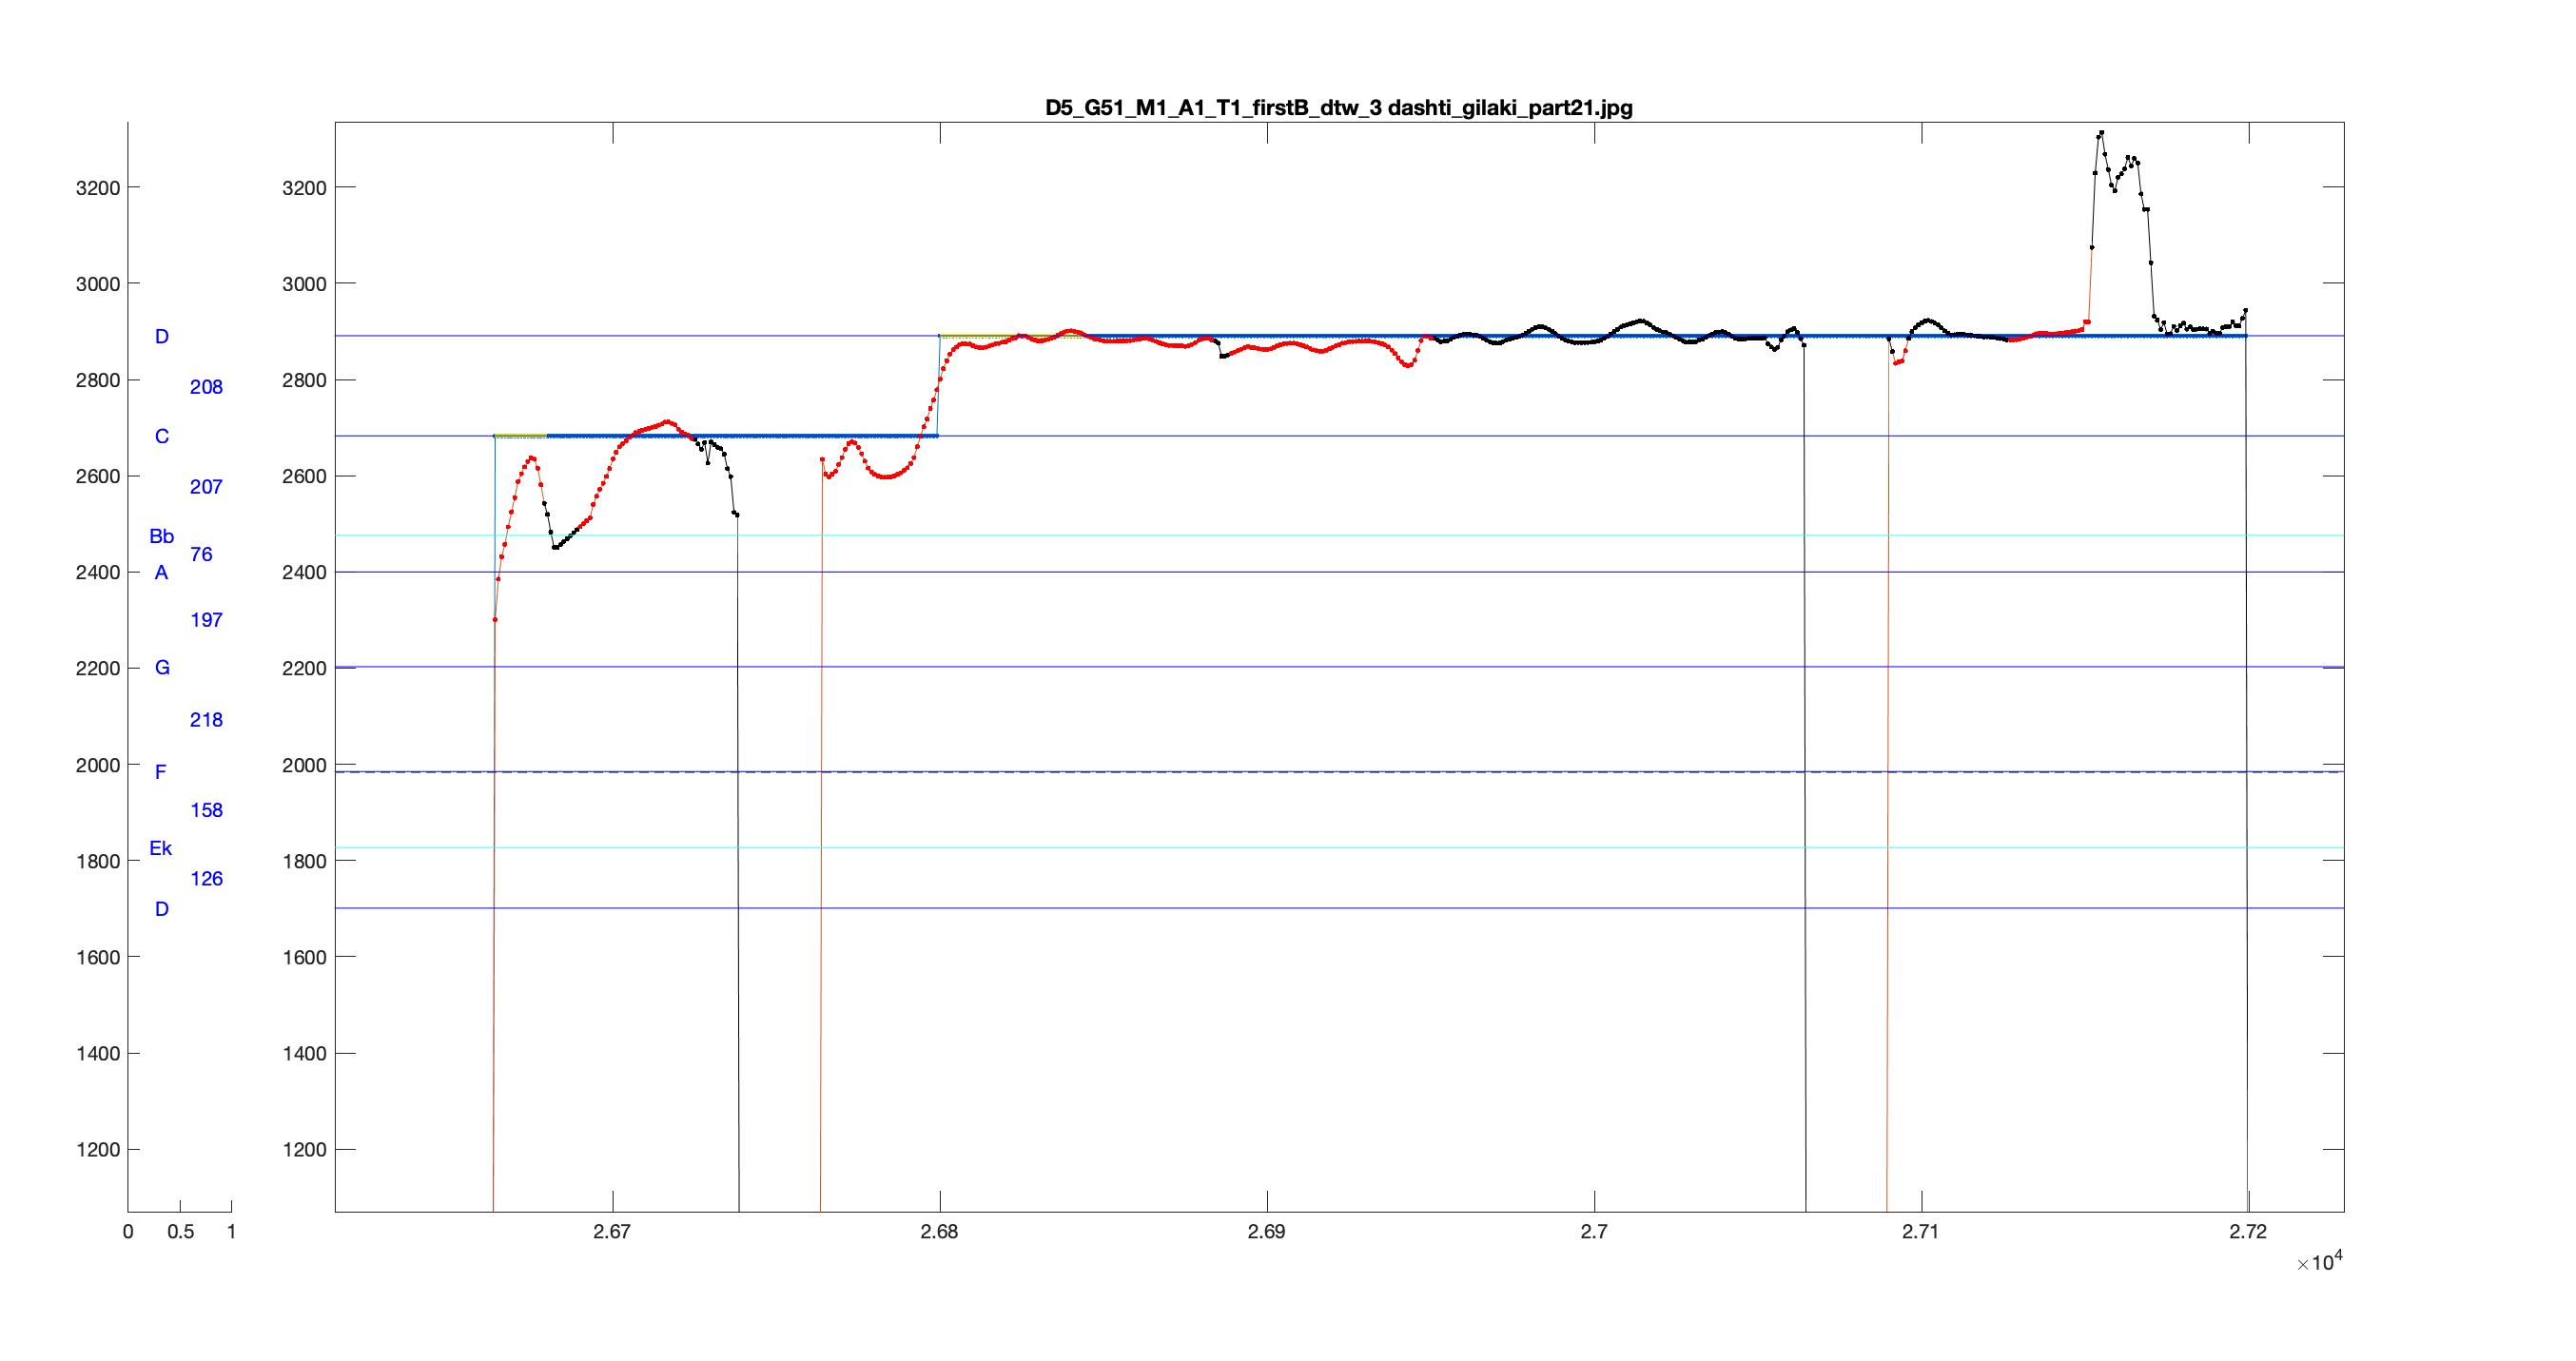 D5_G51_M1_A1_T1_firstB_dtw_3 dashti_gilaki_part21.jpg
3200 3200
3000 3000
D
2800 208 2800
C
2600 207 2600
Bb
76
2400 A 2400
197
2200 G 2200
218
2000 F 2000
158
Ek
1800 1800
126
D
1600 1600
1400 1400
1200 1200
0 0.5 1 2.67 2.68 2.69 2.7 2.71 2.72
×10⁴